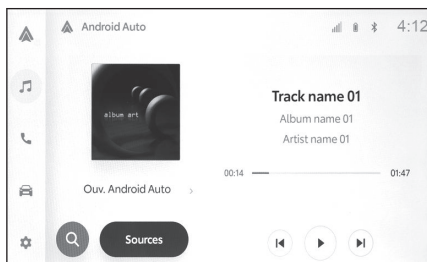 Android Auto
4:12
album art
Track name 01
Album name 01
Artist name 01
00:14
01:47
Ouv. Android Auto
Sources